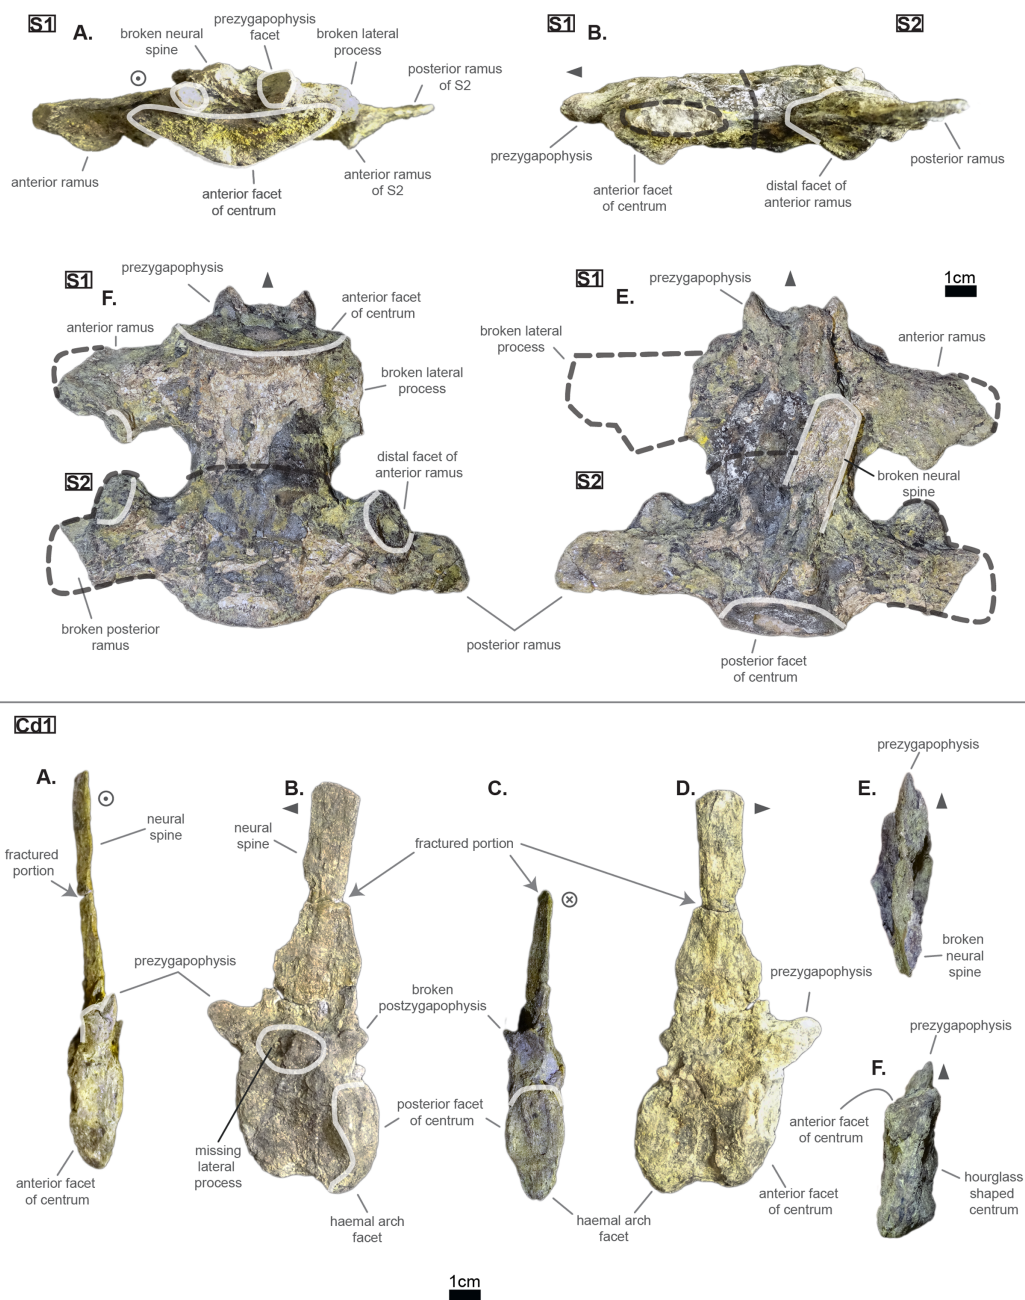 S1
A.
broken neural
spine
prezygapophysis
facet
broken lateral
process
posterior ramus
of S2
anterior ramus
anterior facet
of centrum
anterior ramus
of S2
S1
B.
S2
prezygapophysis
anterior facet
of centrum
distal facet of
anterior ramus
posterior ramus
S1
F.
prezygapophysis
anterior facet
of centrum
anterior ramus
broken lateral
process
S2
distal facet of
anterior ramus
broken posterior
ramus
posterior ramus
S1
E.
prezygapophysis
1cm
broken lateral
process
anterior ramus
S2
broken neural
spine
posterior facet
of centrum
Cd1
A.
neural
spine
fractured
portion
prezygapophysis
anterior facet
of centrum
B.
neural
spine
fractured portion
missing
lateral
process
broken
postzygapophysis
posterior facet
of centrum
haemal arch
facet
C.
haemal arch
facet
D.
prezygapophysis
anterior facet
of centrum
E.
prezygapophysis
broken
neural
spine
F.
prezygapophysis
anterior facet
of centrum
hourglass
shaped
centrum
1cm